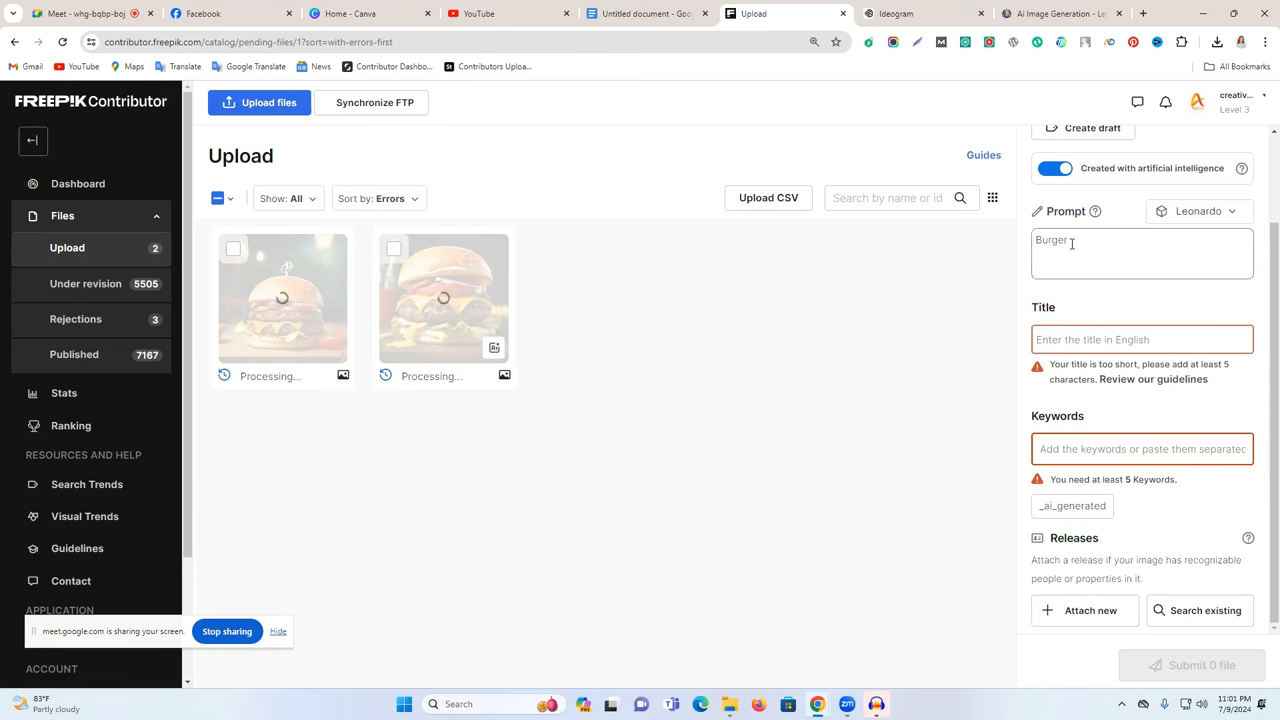 Meet - whg-bqbp-boj
Facebook
Home - Canva
YouTube
Untitled document - Goo
Upload
Ideogram
Ai Image Generation - Le
contributor.freepik.com/catalog/pending-files/1?sort=with-errors-first
Gmail
YouTube
Maps
Translate
Google Translate
News
Contributor Dashbo...
Contributors Uploa...
All Bookmarks
FREEPIK Contributor
Upload files
Synchronize FTP
creativ...
Level 3
Upload
Guides
Create draft
Created with artificial intelligence
Dashboard
Files
Upload 2
Under revision 5505
Rejections 3
Published 7167
Stats
Ranking
RESOURCES AND HELP
Search Trends
Visual Trends
Guidelines
Contact
APPLICATION
ACCOUNT
Show: All
Sort by: Errors
Upload CSV
Search by name or id
Processing...
Processing...
Prompt
Leonardo
Burger
Title
Enter the title in English
Your title is too short, please add at least 5
characters. Review our guidelines
Keywords
Add the keywords or paste them separated
You need at least 5 Keywords.
_ai_generated
Releases
Attach a release if your image has recognizable
people or properties in it.
Attach new
Search existing
Submit 0 file
meet.google.com is sharing your screen.
Stop sharing
Hide
83°F
Partly cloudy
Search
11:01 PM
7/9/2024